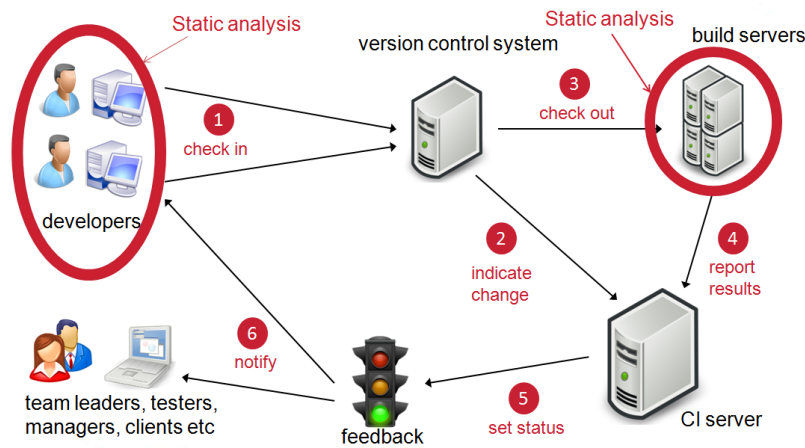 Static analysis
version control system
Static analysis
build servers
1
check in
3
check out
developers
2
indicate
change
4
report
results
6
notify
team leaders, testers,
managers, clients etc
feedback
5
set status
CI server